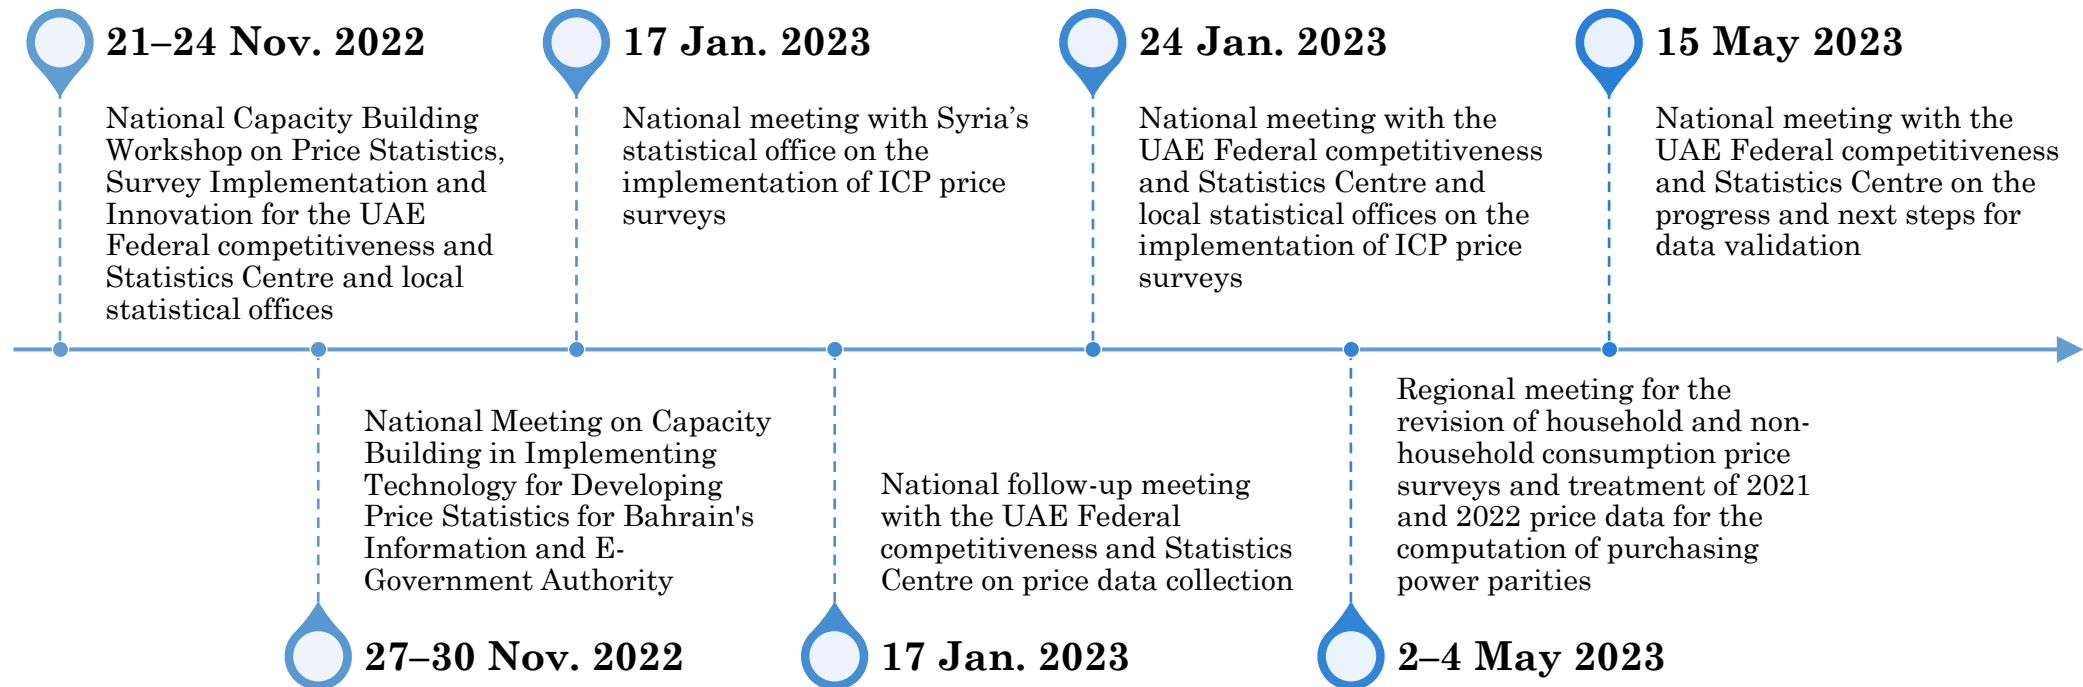 21–24 Nov. 2022
National Capacity Building
Workshop on Price Statistics,
Survey Implementation and
Innovation for the UAE
Federal competitiveness and
Statistics Centre and local
statistical offices
27–30 Nov. 2022
National Meeting on Capacity
Building in Implementing
Technology for Developing
Price Statistics for Bahrain's
Information and E-
Government Authority
17 Jan. 2023
National meeting with Syria’s
statistical office on the
implementation of ICP price
surveys
17 Jan. 2023
National follow-up meeting
with the UAE Federal
competitiveness and Statistics
Centre on price data collection
24 Jan. 2023
National meeting with the
UAE Federal competitiveness
and Statistics Centre and
local statistical offices on the
implementation of ICP price
surveys
2–4 May 2023
Regional meeting for the
revision of household and non-
household consumption price
surveys and treatment of 2021
and 2022 price data for the
computation of purchasing
power parities
15 May 2023
National meeting with the
UAE Federal competitiveness
and Statistics Centre on the
progress and next steps for
data validation